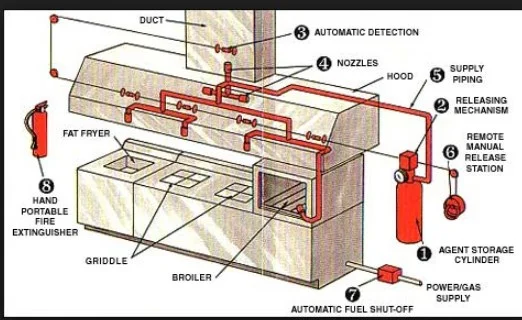 DUCT
3 AUTOMATIC DETECTION
4 NOZZLES
HOOD
5 SUPPLY
PIPING
2 RELEASING
MECHANISM
6 REMOTE
MANUAL
RELEASE
STATION
FAT FRYER
8
HAND
PORTABLE
FIRE
EXTINGUISHER
GRIDDLE
BROILER
1 AGENT STORAGE
CYLINDER
7
AUTOMATIC FUEL SHUT-OFF
POWER/GAS
SUPPLY